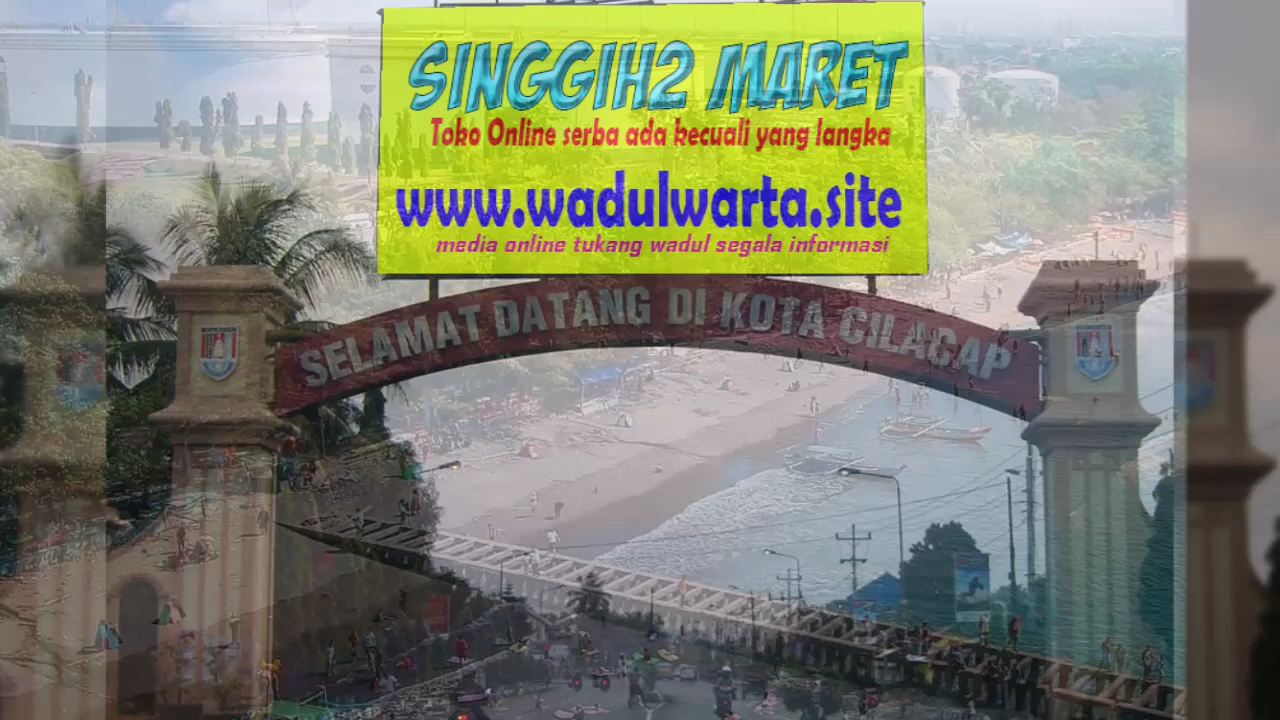 SINGGIH2 MARET
Toko Online serba ada kecuali yang langka
www.wadulwarta.site
media online tukang wadul segala informasi
SELAMAT DATANG DI KOTA CILACAP